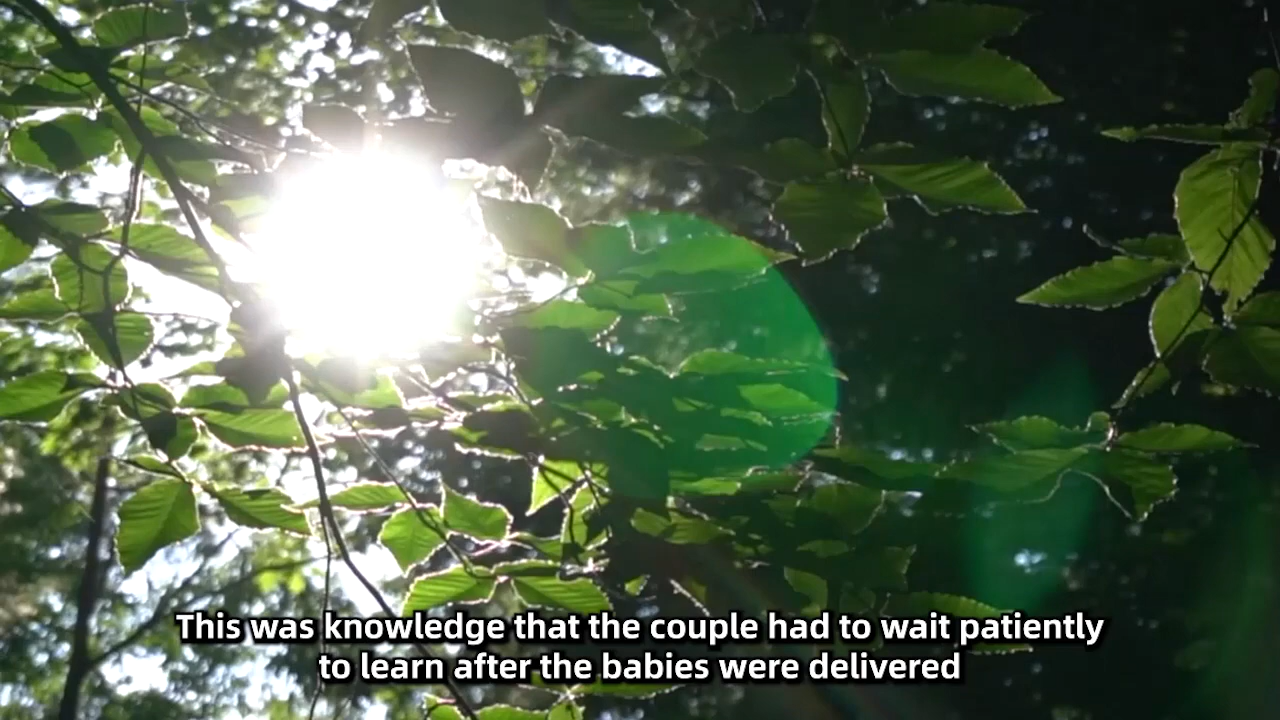 This was knowledge that the couple had to wait patiently
to learn after the babies were delivered